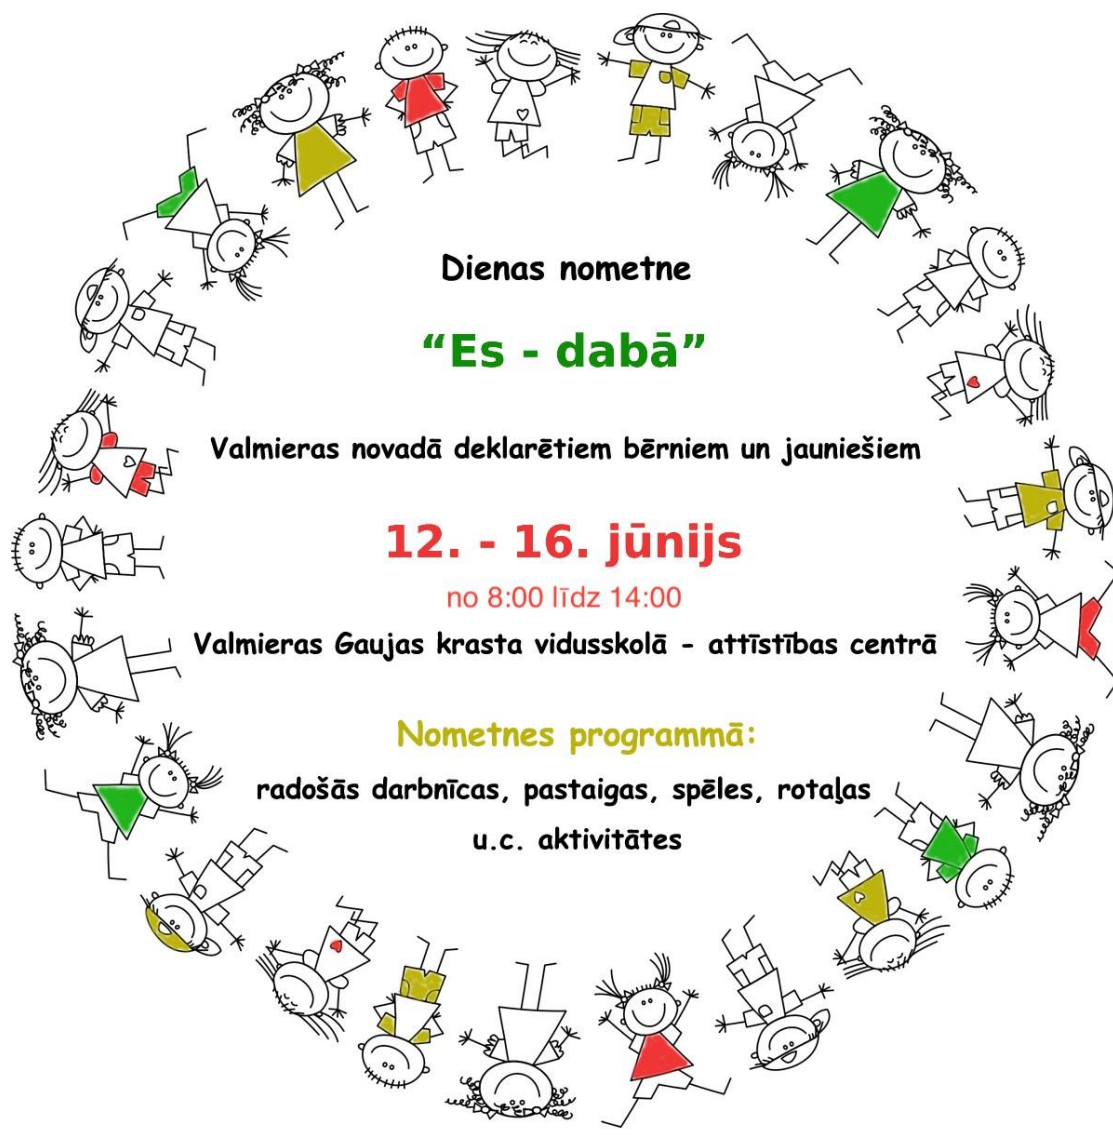 Dienas nometne
“Es - dabā”
Valmieras novadā deklarētiem bērniem un jauniešiem
12. - 16. jūnijs
no 8:00 līdz 14:00
Valmieras Gaujas krasta vidusskolā - attīstības centrā
Nometnes programmā:
radošās darbnīcas, pastaigas, spēles, rotaļas
u.c. aktivitātes